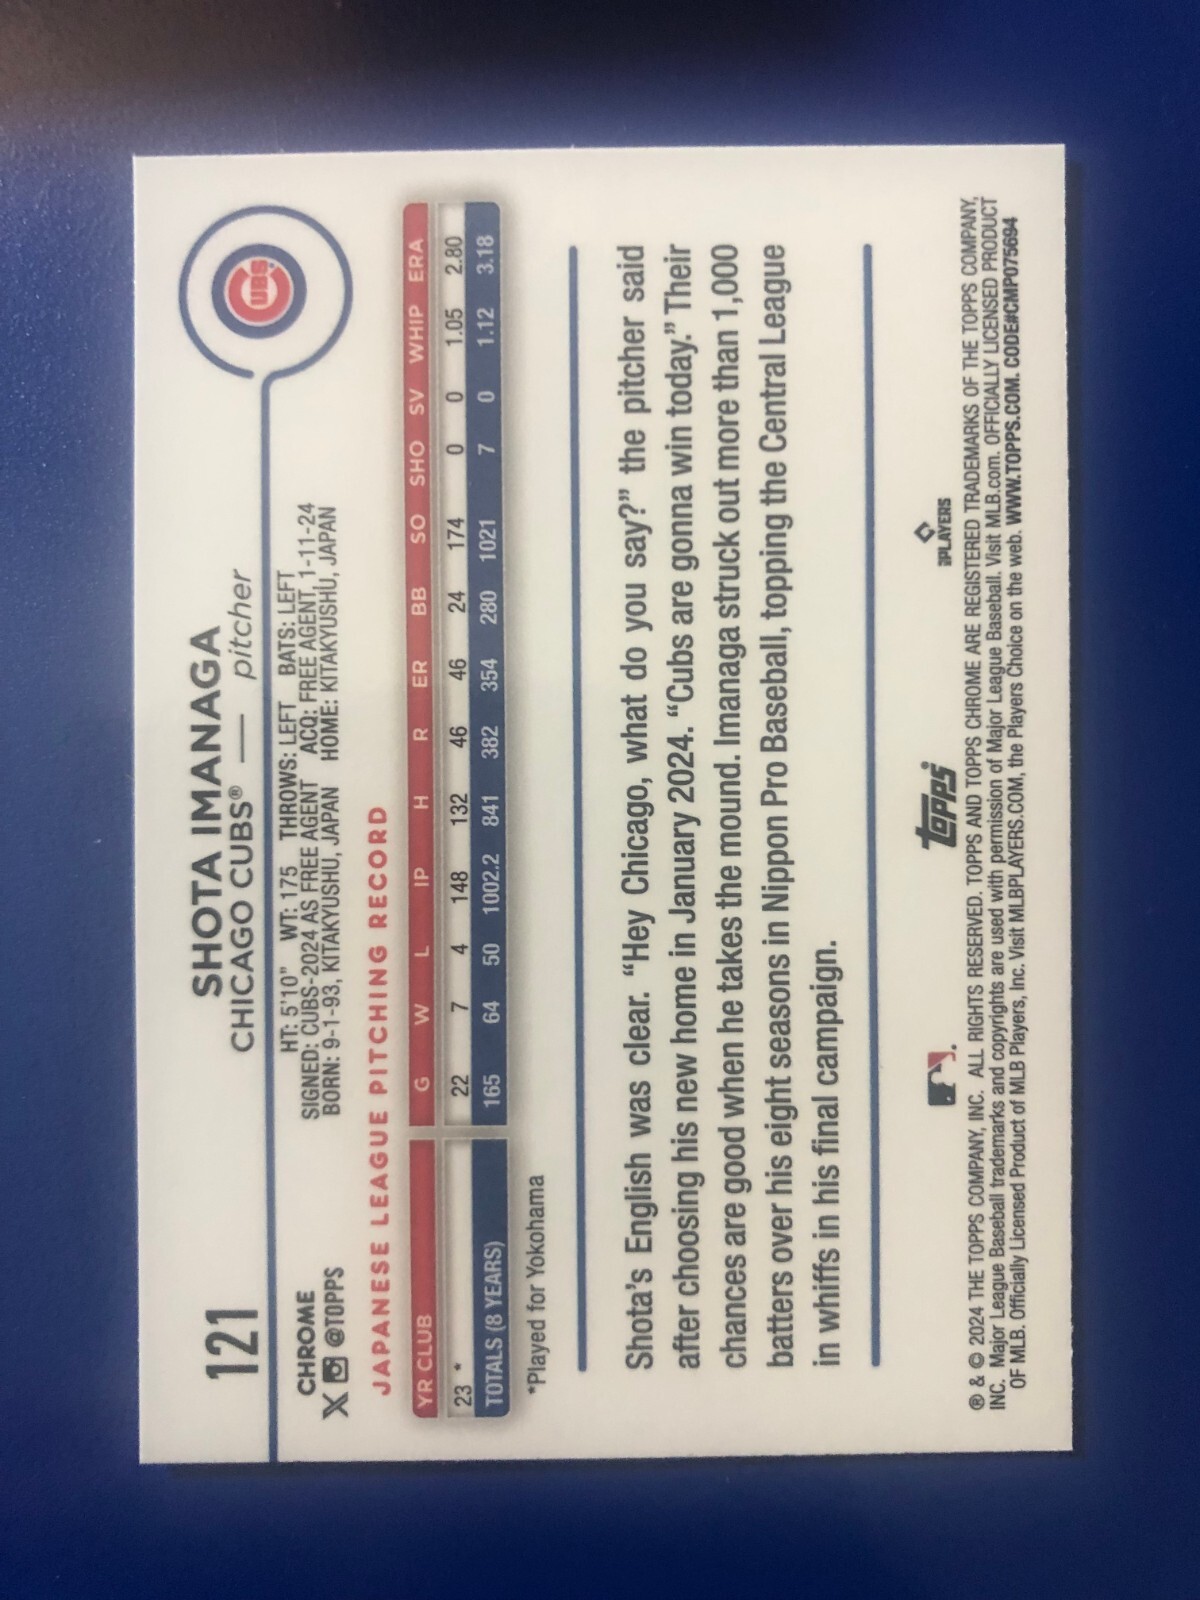 121
SHOTA IMANAGA
CHICAGO CUBS® — pitcher
CUBS
CHROME
X @TOPPS
HT: 5'10" WT: 175 THROWS: LEFT BATS: LEFT
SIGNED: CUBS-2024 AS FREE AGENT ACQ: FREE AGENT, 1-11-24
BORN: 9-1-93, KITAKYUSHU, JAPAN HOME: KITAKYUSHU, JAPAN
JAPANESE LEAGUE PITCHING RECORD
YR CLUB G W L IP H R ER BB SO SHO SV WHIP ERA
23 * 22 7 4 148 132 46 46 24 174 0 0 1.05 2.80
TOTALS (8 YEARS) 165 64 50 1002.2 841 382 354 280 1021 7 0 1.12 3.18
*Played for Yokohama
Shota's English was clear. “Hey Chicago, what do you say?” the pitcher said
after choosing his new home in January 2024. “Cubs are gonna win today.” Their
chances are good when he takes the mound. Imanaga struck out more than 1,000
batters over his eight seasons in Nippon Pro Baseball, topping the Central League
in whiffs in his final campaign.
topps®
PLAYERS
® & © 2024 THE TOPPS COMPANY, INC. ALL RIGHTS RESERVED. TOPPS AND TOPPS CHROME ARE REGISTERED TRADEMARKS OF THE TOPPS COMPANY,
INC. Major League Baseball trademarks and copyrights are used with permission of Major League Baseball. Visit MLB.com. OFFICIALLY LICENSED PRODUCT
OF MLB. Officially Licensed Product of MLB Players, Inc. Visit MLBPLAYERS.COM, the Players Choice on the web. WWW.TOPPS.COM. CODE#CMP075694